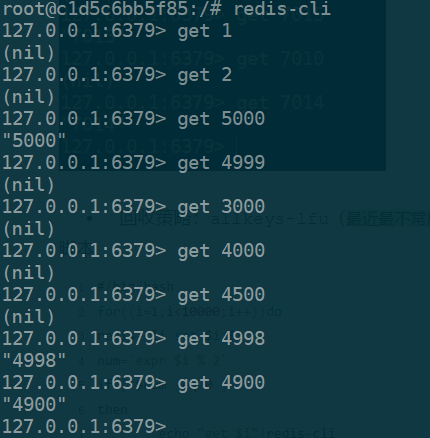 root@c1d5c6bb5f85:/# redis-cli
127.0.0.1:6379> get 1
(nil)
127.0.0.1:6379> get 2
(nil)
127.0.0.1:6379> get 5000
"5000"
127.0.0.1:6379> get 4999
(nil)
127.0.0.1:6379> get 3000
(nil)
127.0.0.1:6379> get 4000
(nil)
127.0.0.1:6379> get 4500
(nil)
127.0.0.1:6379> get 4998
"4998"
127.0.0.1:6379> get 4900
"4900"
127.0.0.1:6379>